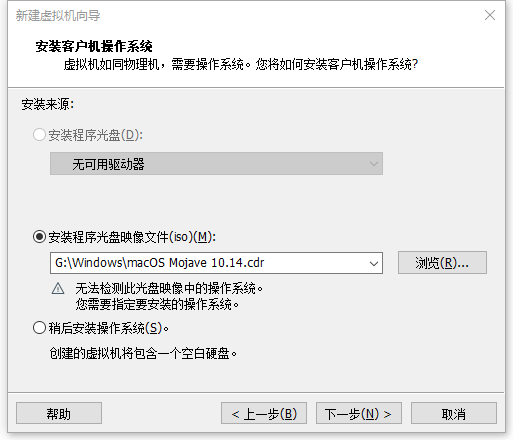 新建虚拟机向导
安装客户机操作系统
虚拟机如同物理机，需要操作系统。您将如何安装客户机操作系统?
安装来源:
安装程序光盘(D):
无可用驱动器
安装程序光盘映像文件(iso)(M):
G:\Windows\macOS Mojave 10.14.cdr
浏览(R)...
无法检测此光盘映像中的操作系统。
您需要指定要安装的操作系统。
稍后安装操作系统(S)。
创建的虚拟机将包含一个空白硬盘。
帮助
< 上一步(B)
下一步(N) >
取消